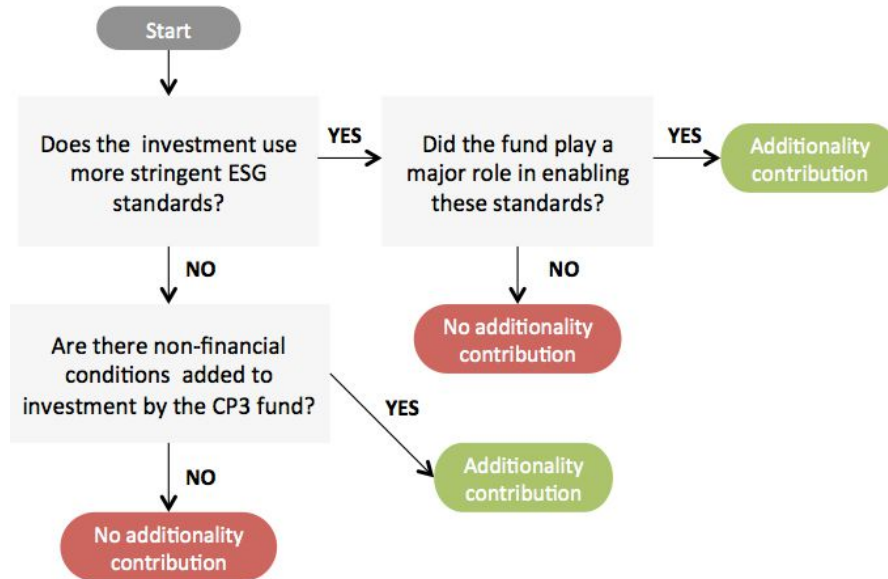 Start
Does the investment use
more stringent ESG
standards?
YES
Did the fund play a
major role in enabling
these standards?
YES
Additionality
contribution
NO
NO
No additionality
contribution
Are there non-financial
conditions added to
investment by the CP3 fund?
YES
Additionality
contribution
NO
No additionality
contribution